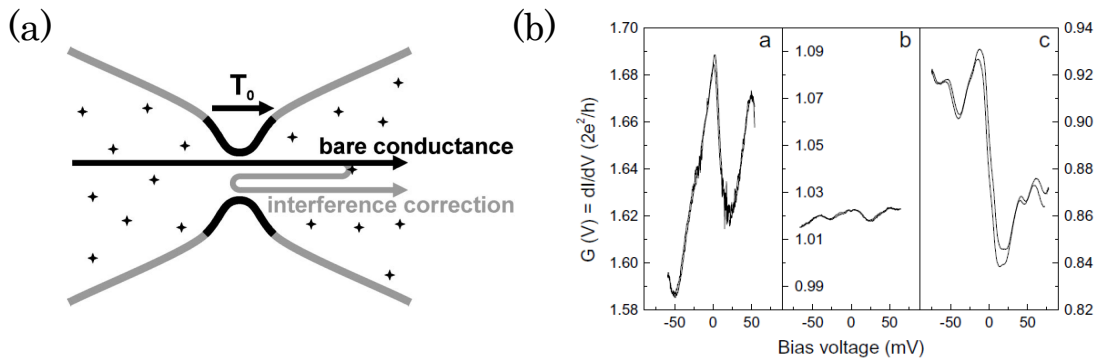 (a)
T₀
bare conductance
interference correction
(b)
G (V) = dI/dV (2e²/h)
1.70
1.68
1.66
1.64
1.62
1.60
1.58
a
-50 0 50
1.09
1.07
1.05
1.03
1.01
0.99
b
-50 0 50
c
0.94
0.92
0.90
0.88
0.86
0.84
0.82
-50 0 50
Bias voltage (mV)